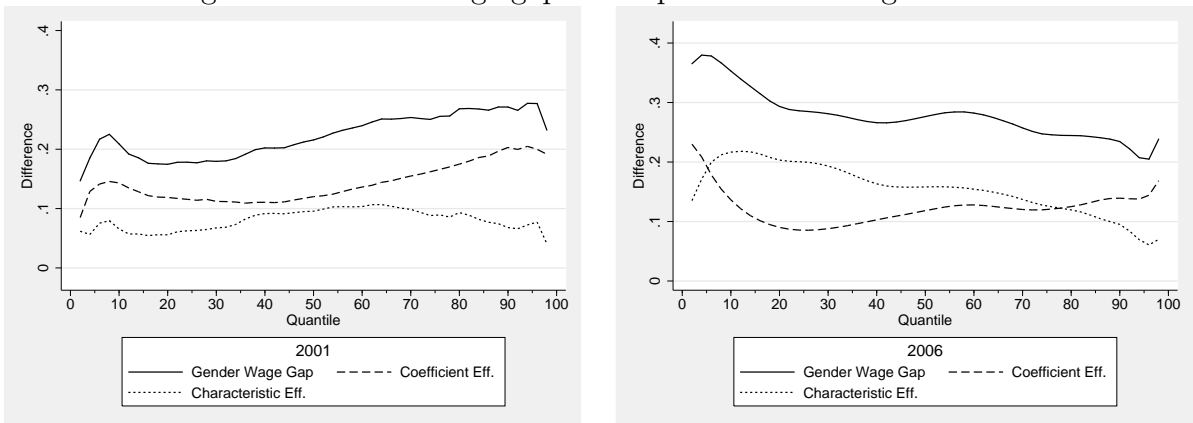 .4
.3
.2
.1
0
Difference
0 10 20 30 40 50 60 70 80 90 100
Quantile
2001
Gender Wage Gap Coefficient Eff.
Characteristic Eff.
.4
.3
.2
.1
0
Difference
0 10 20 30 40 50 60 70 80 90 100
Quantile
2006
Gender Wage Gap Coefficient Eff.
Characteristic Eff.